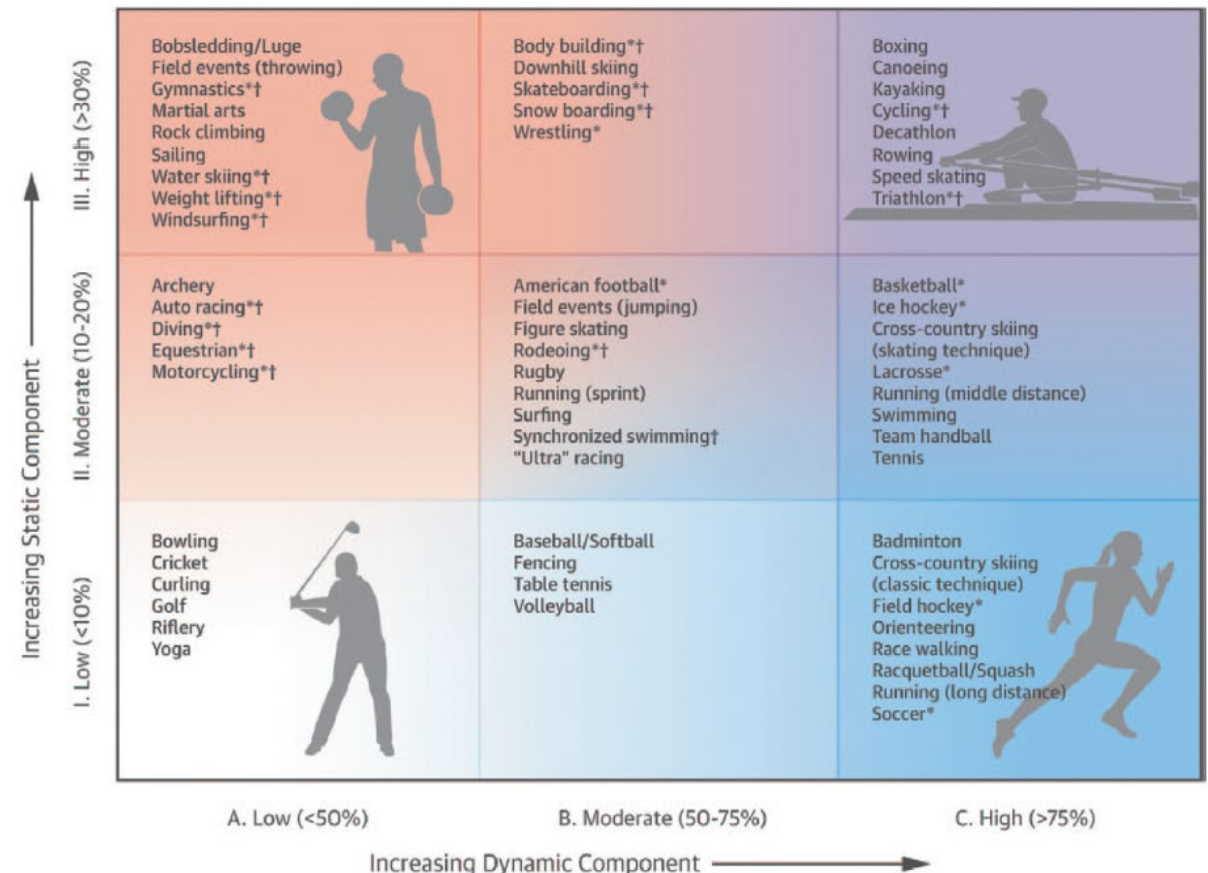 Increasing Static Component
III. High (>30%)
Bobsledding/Luge
Field events (throwing)
Gymnastics*†
Martial arts
Rock climbing
Sailing
Water skiing*†
Weight lifting*†
Windsurfing*†
Body building*†
Downhill skiing
Skateboarding*†
Snow boarding*†
Wrestling*
Boxing
Canoeing
Kayaking
Cycling*†
Decathlon
Rowing
Speed skating
Triathlon*†
II. Moderate (10-20%)
Archery
Auto racing*†
Diving*†
Equestrian*†
Motorcycling*†
American football*
Field events (jumping)
Figure skating
Rodeoing*†
Rugby
Running (sprint)
Surfing
Synchronized swimming†
"Ultra" racing
Basketball*
Ice hockey*
Cross-country skiing
(skating technique)
Lacrosse*
Running (middle distance)
Swimming
Team handball
Tennis
I. Low (<10%)
Bowling
Cricket
Curling
Golf
Riflery
Yoga
Baseball/Softball
Fencing
Table tennis
Volleyball
Badminton
Cross-country skiing
(classic technique)
Field hockey*
Orienteering
Race walking
Racquetball/Squash
Running (long distance)
Soccer*
A. Low (<50%)
B. Moderate (50-75%)
C. High (>75%)
Increasing Dynamic Component